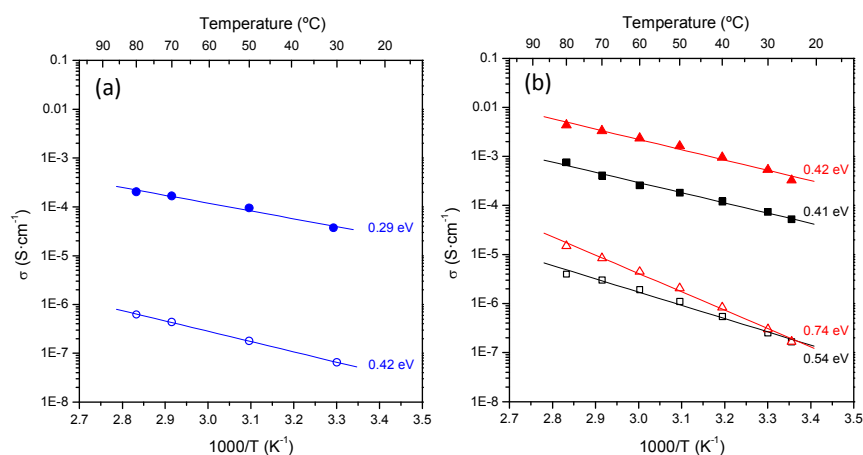 Temperature (ºC)
90 80 70 60 50 40 30 20
0.1
0.01
1E-3
1E-4
1E-5
1E-6
1E-7
1E-8
σ (S·cm⁻¹)
(a)
0.29 eV
0.42 eV
2.7 2.8 2.9 3.0 3.1 3.2 3.3 3.4 3.5
1000/T (K⁻¹)
Temperature (ºC)
90 80 70 60 50 40 30 20
0.1
0.01
1E-3
1E-4
1E-5
1E-6
1E-7
1E-8
σ (S·cm⁻¹)
(b)
0.42 eV
0.41 eV
0.74 eV
0.54 eV
2.7 2.8 2.9 3.0 3.1 3.2 3.3 3.4 3.5
1000/T (K⁻¹)